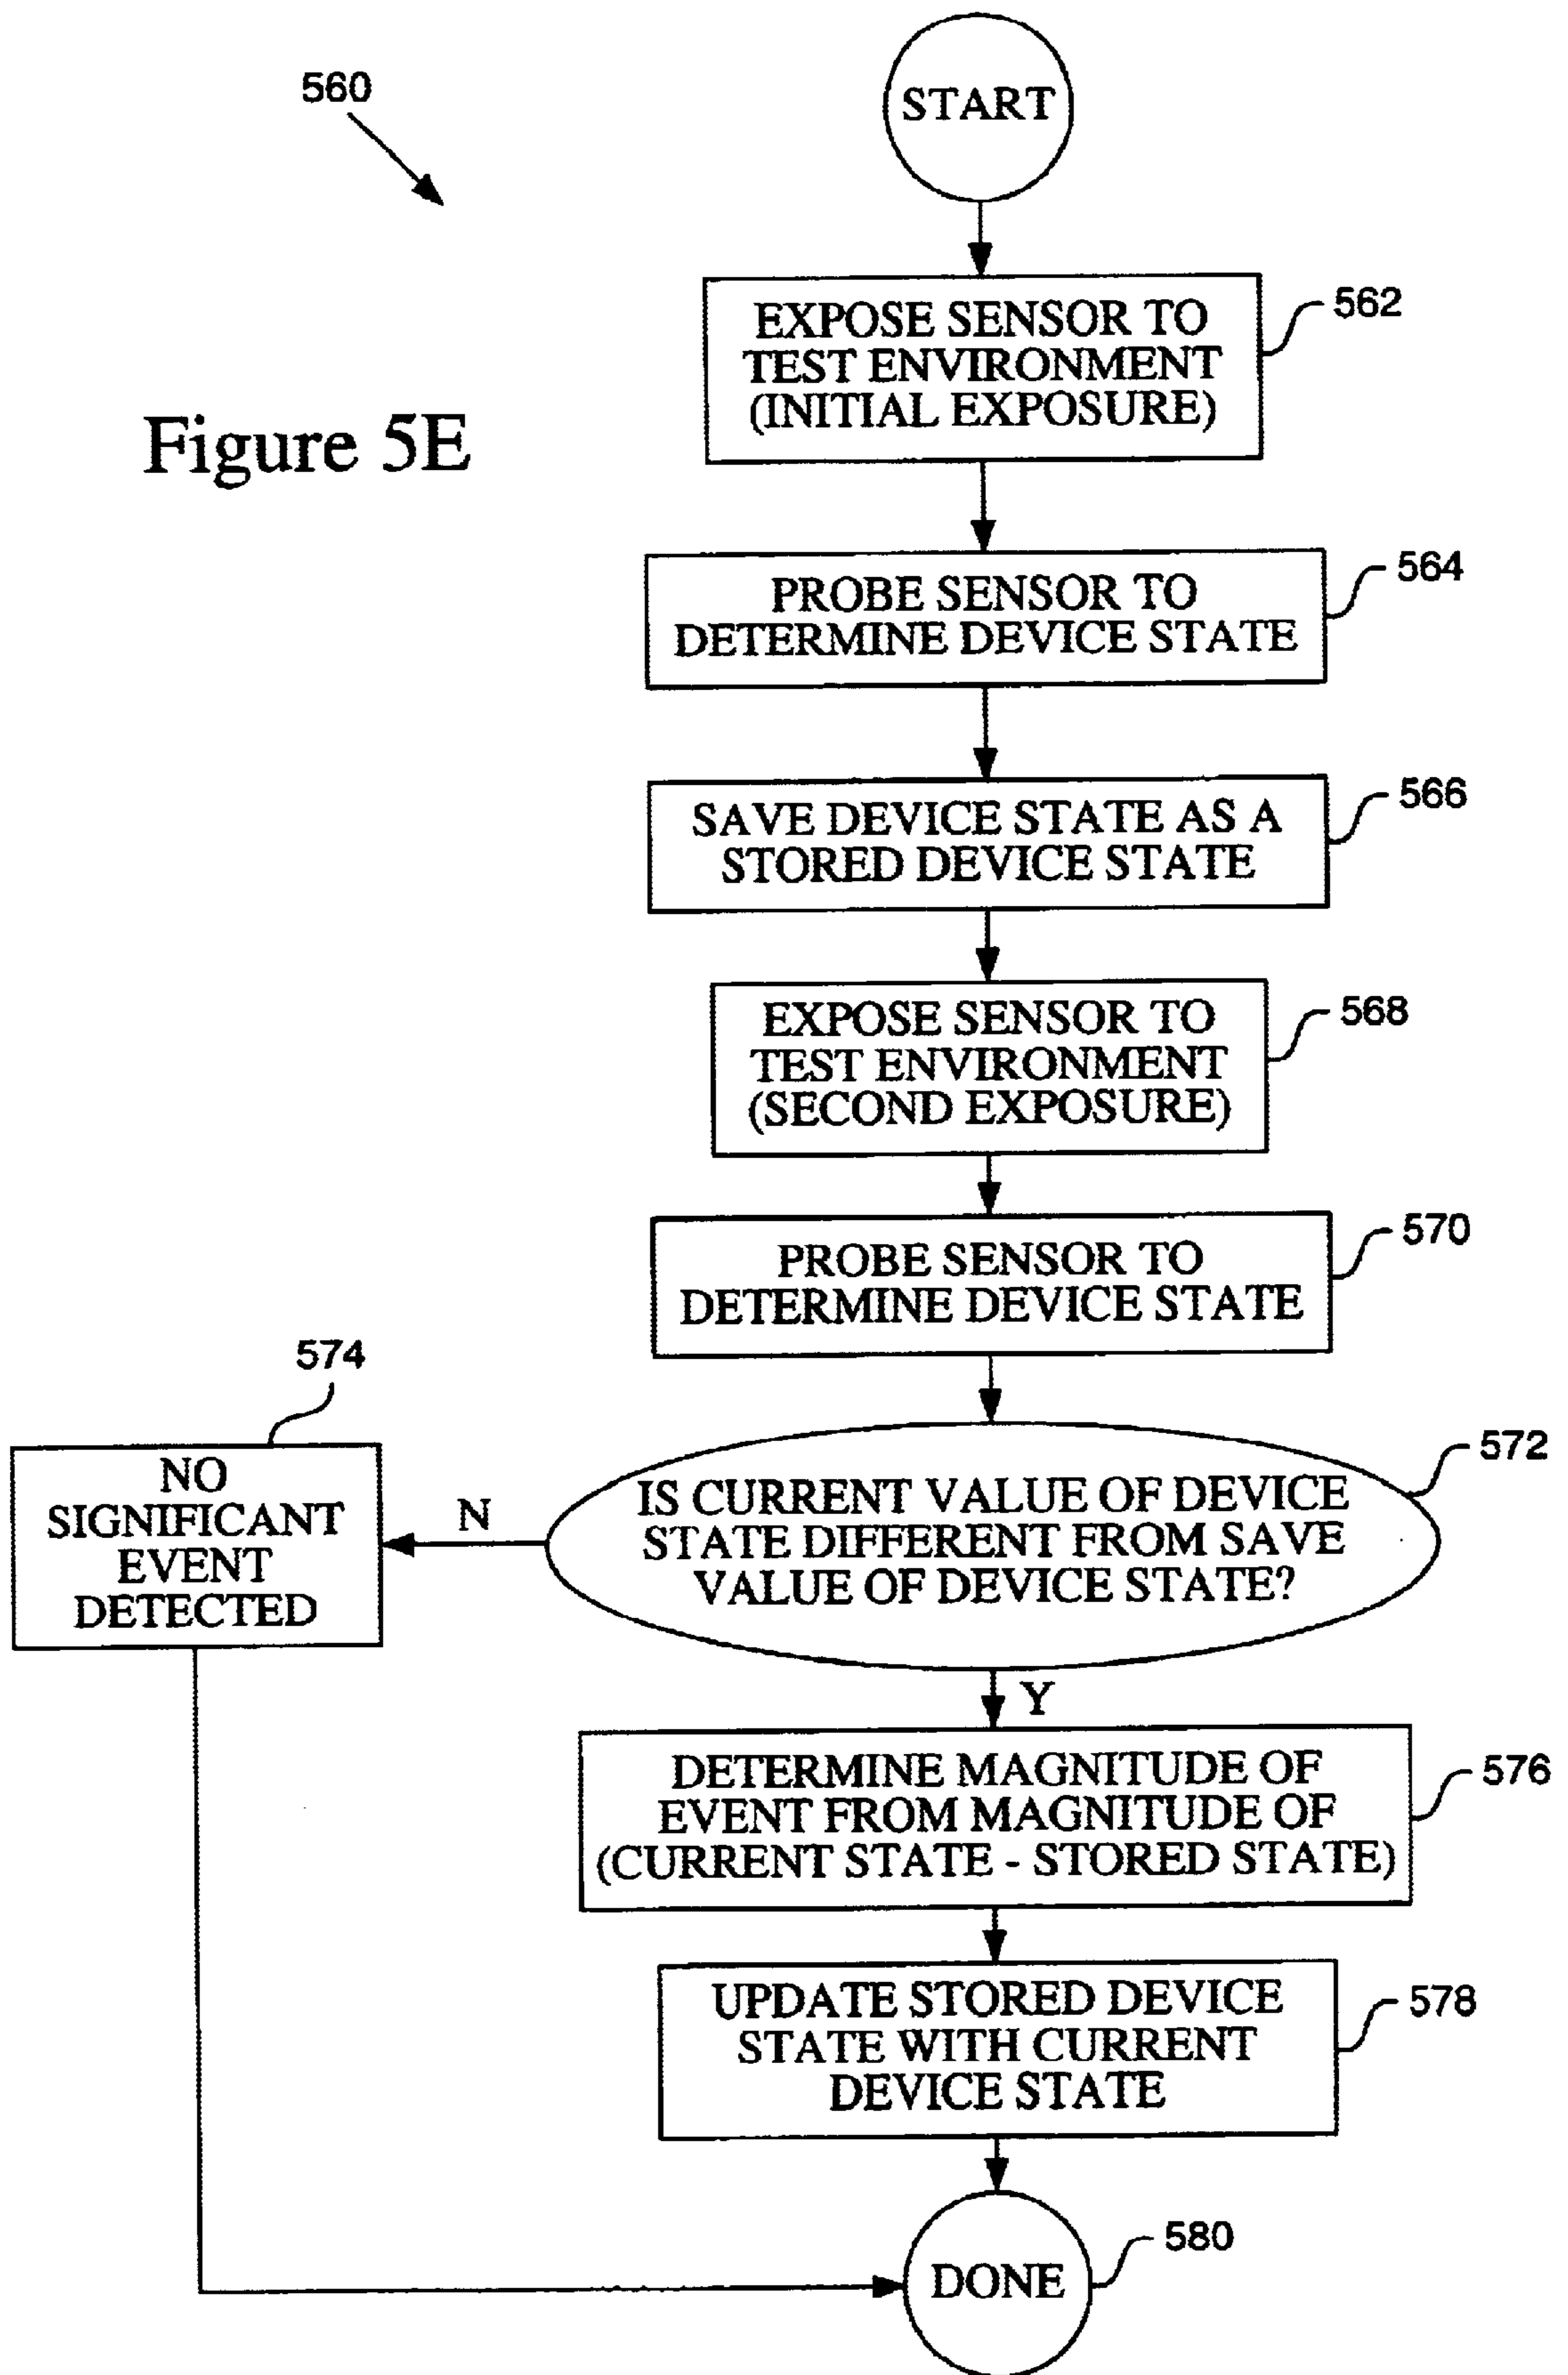 560
START
EXPOSE SENSOR TO
TEST ENVIRONMENT
(INITIAL EXPOSURE)
562
Figure 5E
PROBE SENSOR TO
DETERMINE DEVICE STATE
564
SAVE DEVICE STATE AS A
STORED DEVICE STATE
566
EXPOSE SENSOR TO
TEST ENVIRONMENT
(SECOND EXPOSURE)
568
PROBE SENSOR TO
DETERMINE DEVICE STATE
570
574
NO
SIGNIFICANT
EVENT
DETECTED
N
IS CURRENT VALUE OF DEVICE
STATE DIFFERENT FROM SAVE
VALUE OF DEVICE STATE?
572
Y
DETERMINE MAGNITUDE OF
EVENT FROM MAGNITUDE OF
(CURRENT STATE - STORED STATE)
576
UPDATE STORED DEVICE
STATE WITH CURRENT
DEVICE STATE
578
DONE
580